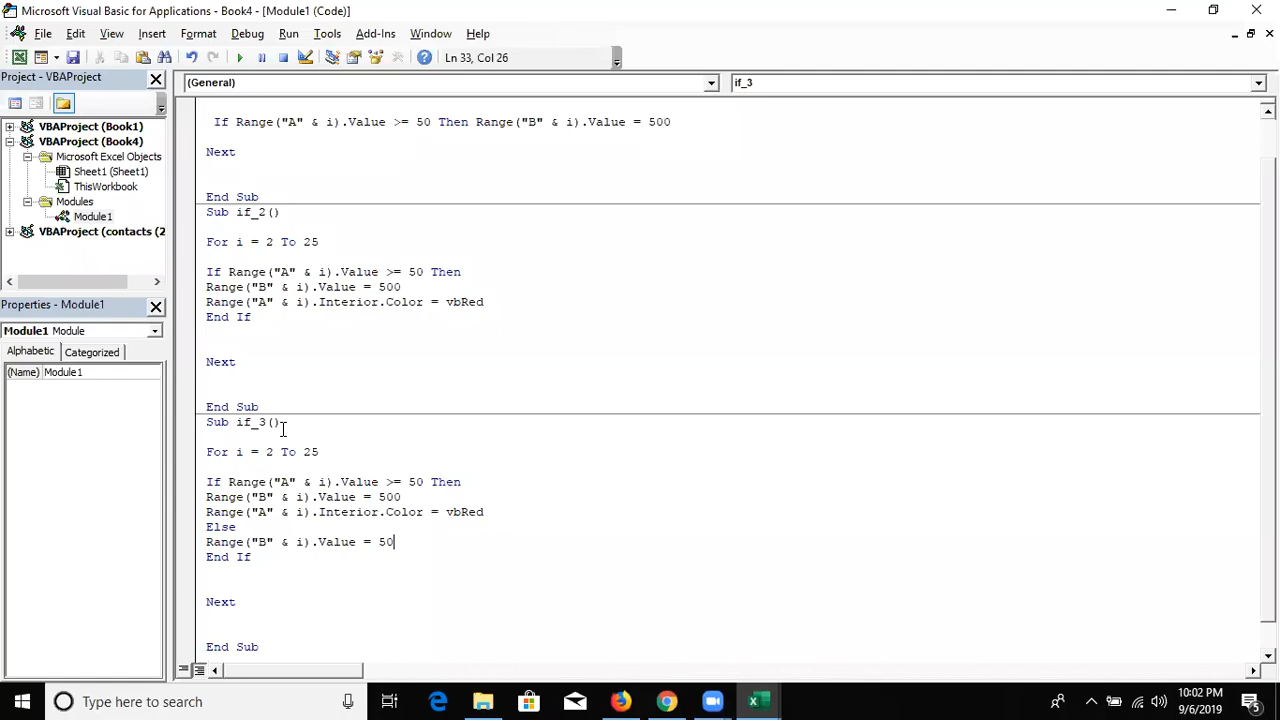 Microsoft Visual Basic for Applications - Book4 - [Module1 (Code)]
File Edit View Insert Format Debug Run Tools Add-Ins Window Help
Ln 33, Col 26
Project - VBAProject
(General)
if_3
VBAProject (Book1)
VBAProject (Book4)
Microsoft Excel Objects
Sheet1 (Sheet1)
ThisWorkbook
Modules
Module1
VBAProject (contacts (2
Properties - Module1
Module1 Module
Alphabetic Categorized
(Name) Module1
If Range("A" & i).Value >= 50 Then Range("B" & i).Value = 500
Next
End Sub
Sub if_2()
For i = 2 To 25
If Range("A" & i).Value >= 50 Then
Range("B" & i).Value = 500
Range("A" & i).Interior.Color = vbRed
End If
Next
End Sub
Sub if_3()
For i = 2 To 25
If Range("A" & i).Value >= 50 Then
Range("B" & i).Value = 500
Range("A" & i).Interior.Color = vbRed
Else
Range("B" & i).Value = 50
End If
Next
End Sub
Type here to search
10:02 PM
9/6/2019
5